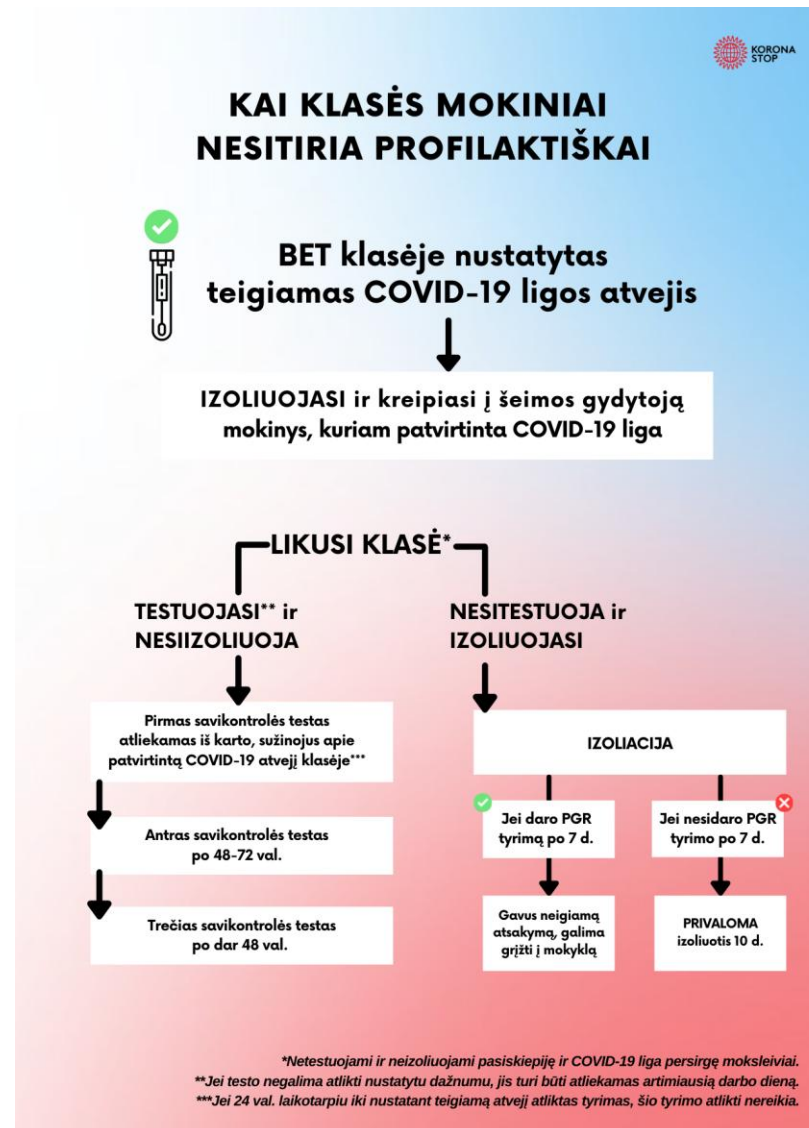 KORONA
STOP
KAI KLASĖS MOKINIAI
NESITIRIA PROFILAKTIŠKAI
BET klasėje nustatytas
teigiamas COVID-19 ligos atvejis
IZOLIUOJASI ir kreipiasi į šeimos gydytoją
mokinys, kuriam patvirtinta COVID-19 liga
LIKUSI KLASĖ*
TESTUOJASI** ir
NESIIZOLIUOJA
Pirmas savikontrolės testas
atliekamas iš karto, sužinojus apie
patvirtintą COVID-19 atvejį klasėje***
Antras savikontrolės testas
po 48-72 val.
Trečias savikontrolės testas
po dar 48 val.
NESITESTUOJA ir
IZOLIUOJASI
IZOLIACIJA
Jei daro PGR
tyrimą po 7 d.
Gavus neigiamą
atsakymą, galima
grįžti į mokyklą
Jei nesidaro PGR
tyrimo po 7 d.
PRIVALOMA
izoliuotis 10 d.
*Netestuojami ir neizoliuojami pasiskiepiję ir COVID-19 liga persirgę moksleiviai.
**Jei testo negalima atlikti nustatytu dažnumu, jis turi būti atliekamas artimiausią darbo dieną.
***Jei 24 val. laikotarpiu iki nustatant teigiamą atvejį atliktas tyrimas, šio tyrimo atlikti nereikia.